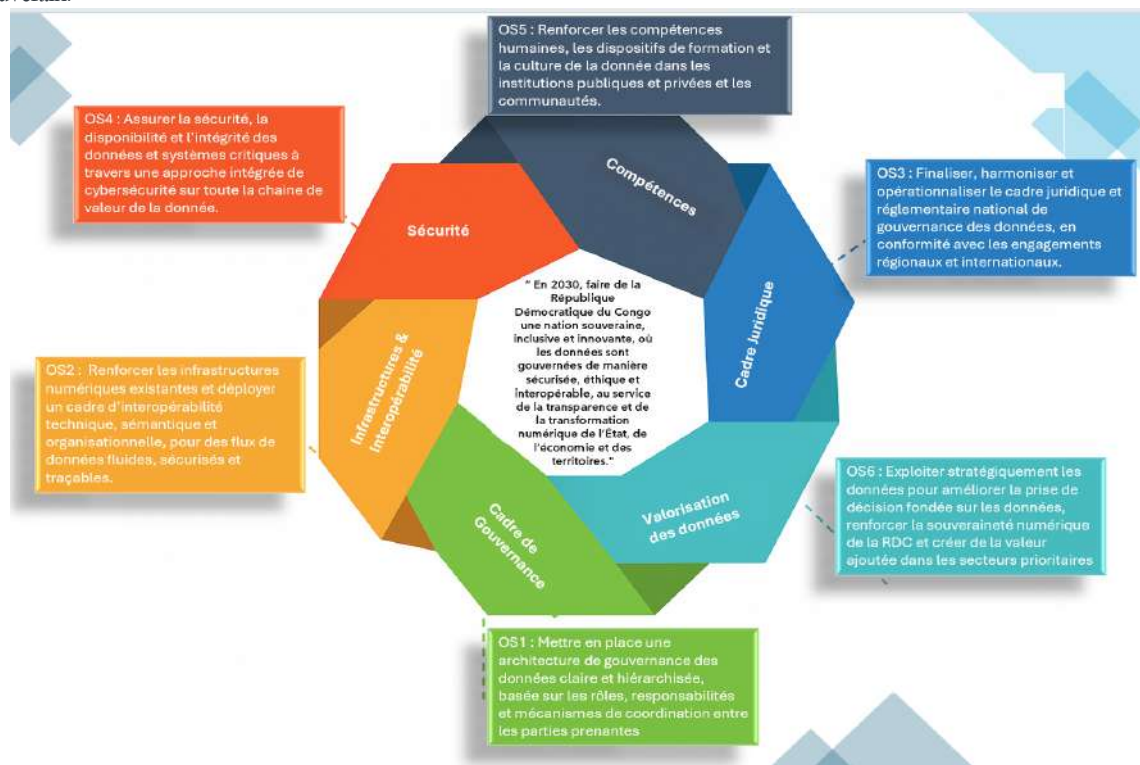 OS5 : Renforcer les compétences
humaines, les dispositifs de formation et
la culture de la donnée dans les
institutions publiques et privées et les
communautés.
OS4 : Assurer la sécurité, la
disponibilité et l'intégrité des
données et systèmes critiques à
travers une approche intégrée de
cybersécurité sur toute la chaine de
valeur de la donnée.
OS3 : Finaliser, harmoniser et
opérationnaliser le cadre juridique et
réglementaire national de
gouvernance des données, en
conformité avec les engagements
régionaux et internationaux.
Compétences
Sécurité
Cadre juridique
Infrastructures &
Interopérabilité
" En 2030, faire de la
République
Démocratique du Congo
une nation souveraine,
inclusive et innovante, où
les données sont
gouvernées de manière
sécurisée, éthique et
interopérable, au service
de la transparence et de
la transformation
numérique de l'État, de
l'économie et des
territoires."
OS2 : Renforcer les infrastructures
numériques existantes et déployer
un cadre d'interopérabilité
technique, sémantique et
organisationnelle, pour des flux de
données fluides, sécurisés et
traçables.
Cadre de
Gouvernance
Valorisation
des données
OS6 : Exploiter stratégiquement les
données pour améliorer la prise de
décision fondée sur les données,
renforcer la souveraineté numérique
de la RDC et créer de la valeur
ajoutée dans les secteurs prioritaires
OS1 : Mettre en place une
architecture de gouvernance des
données claire et hiérarchisée,
basée sur les rôles, responsabilités
et mécanismes de coordination entre
les parties prenantes